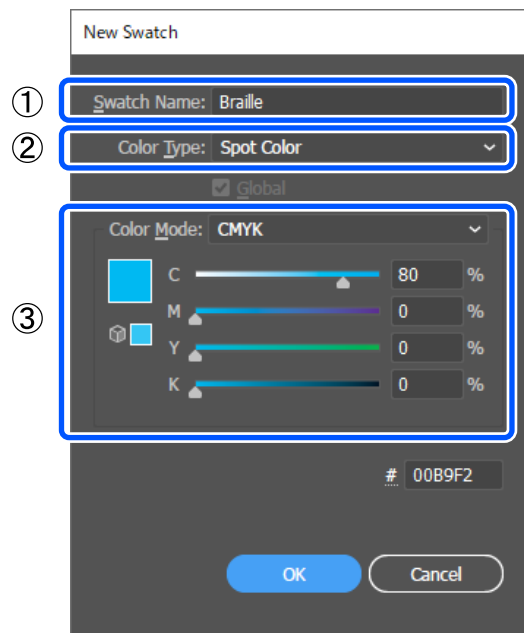 New Swatch
① Swatch Name: Braille
② Color Type: Spot Color
Global
③ Color Mode: CMYK
C 80 %
M 0 %
Y 0 %
K 0 %
# 00B9F2
OK Cancel